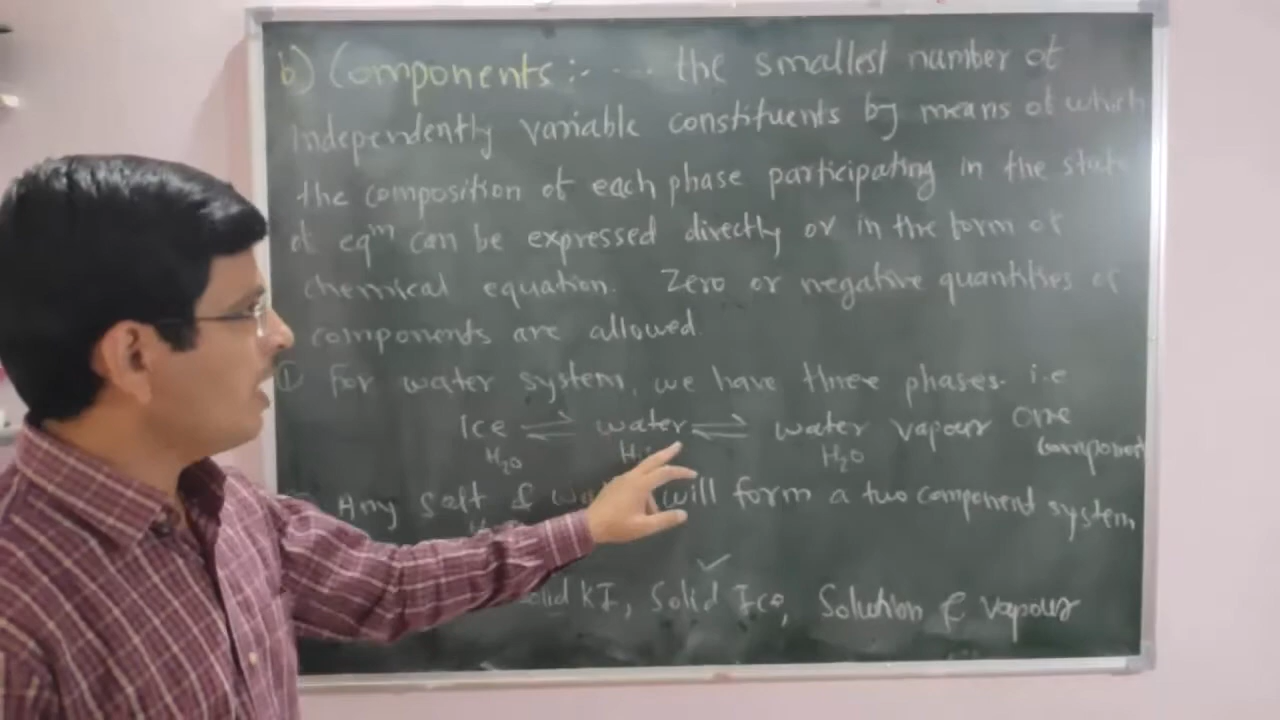 b) Components :- ... the smallest number of
independently variable constituents by means of which
the composition of each phase participating in the state
of eqm can be expressed directly or in the form of
chemical equation. Zero or negative quantities of
components are allowed.
① For water system, we have three phases. i.e
Ice ⇌ water ⇌ water vapour one
H2O H2O component
Any salt & will form a two component system
Solid KI, Solid Ice, Solution & vapour